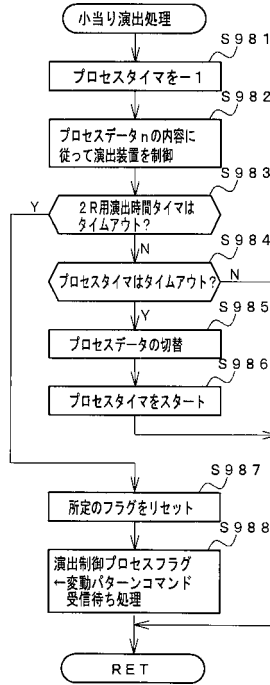 小当り演出処理
S981
プロセスタイマを－1
S982
プロセスデータnの内容に
従って演出装置を制御
S983
2R用演出時間タイマは
タイムアウト?
Y
N
S984
プロセスタイマはタイムアウト?
N
Y
S985
プロセスデータの切替
S986
プロセスタイマをスタート
S987
所定のフラグをリセット
S988
演出制御プロセスフラグ
←変動パターンコマンド
受信待ち処理
RET